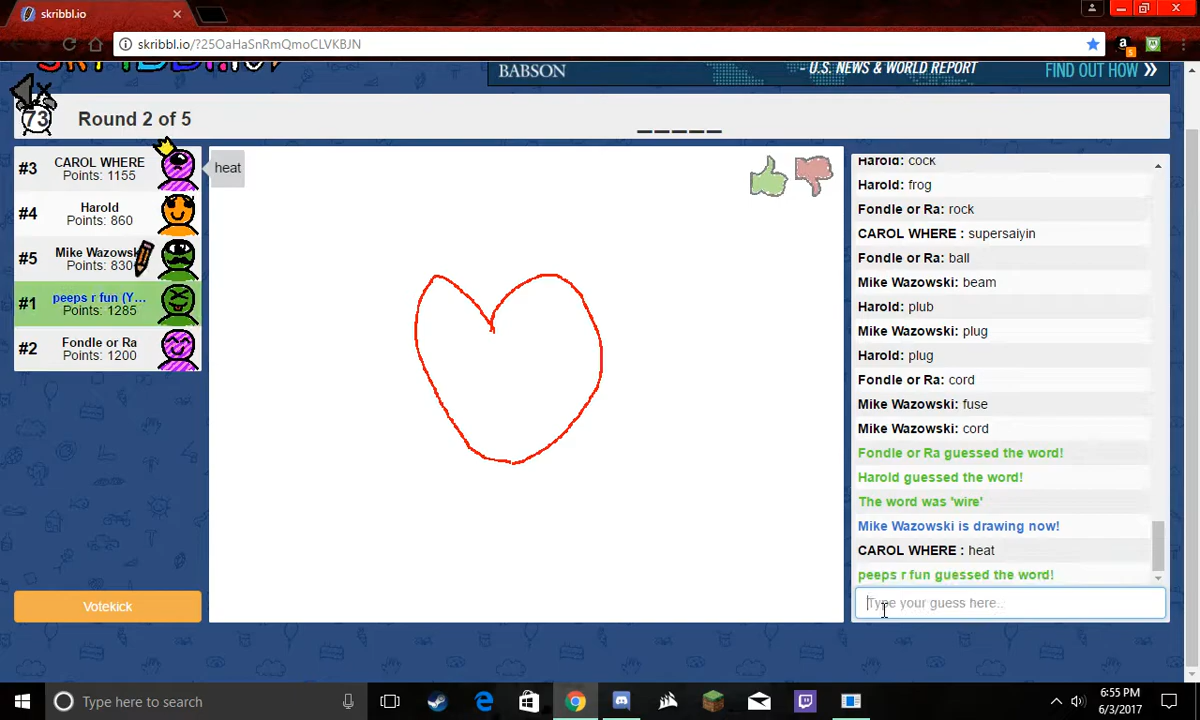 skribbl.io
skribbl.io/?25OaHaSnRmQmoCLVKBJN
BABSON
- U.S. NEWS & WORLD REPORT
FIND OUT HOW »
73
Round 2 of 5
_ _ _ _ _
#3
CAROL WHERE
Points: 1155
heat
#4
Harold
Points: 860
#5
Mike Wazowsk
Points: 830
#1
peeps r fun (Y...
Points: 1285
#2
Fondle or Ra
Points: 1200
Votekick
Harold: cock
Harold: frog
Fondle or Ra: rock
CAROL WHERE : supersaiyin
Fondle or Ra: ball
Mike Wazowski: beam
Harold: plub
Mike Wazowski: plug
Harold: plug
Fondle or Ra: cord
Mike Wazowski: fuse
Mike Wazowski: cord
Fondle or Ra guessed the word!
Harold guessed the word!
The word was 'wire'
Mike Wazowski is drawing now!
CAROL WHERE : heat
peeps r fun guessed the word!
Type your guess here..
Type here to search
6:55 PM
6/3/2017